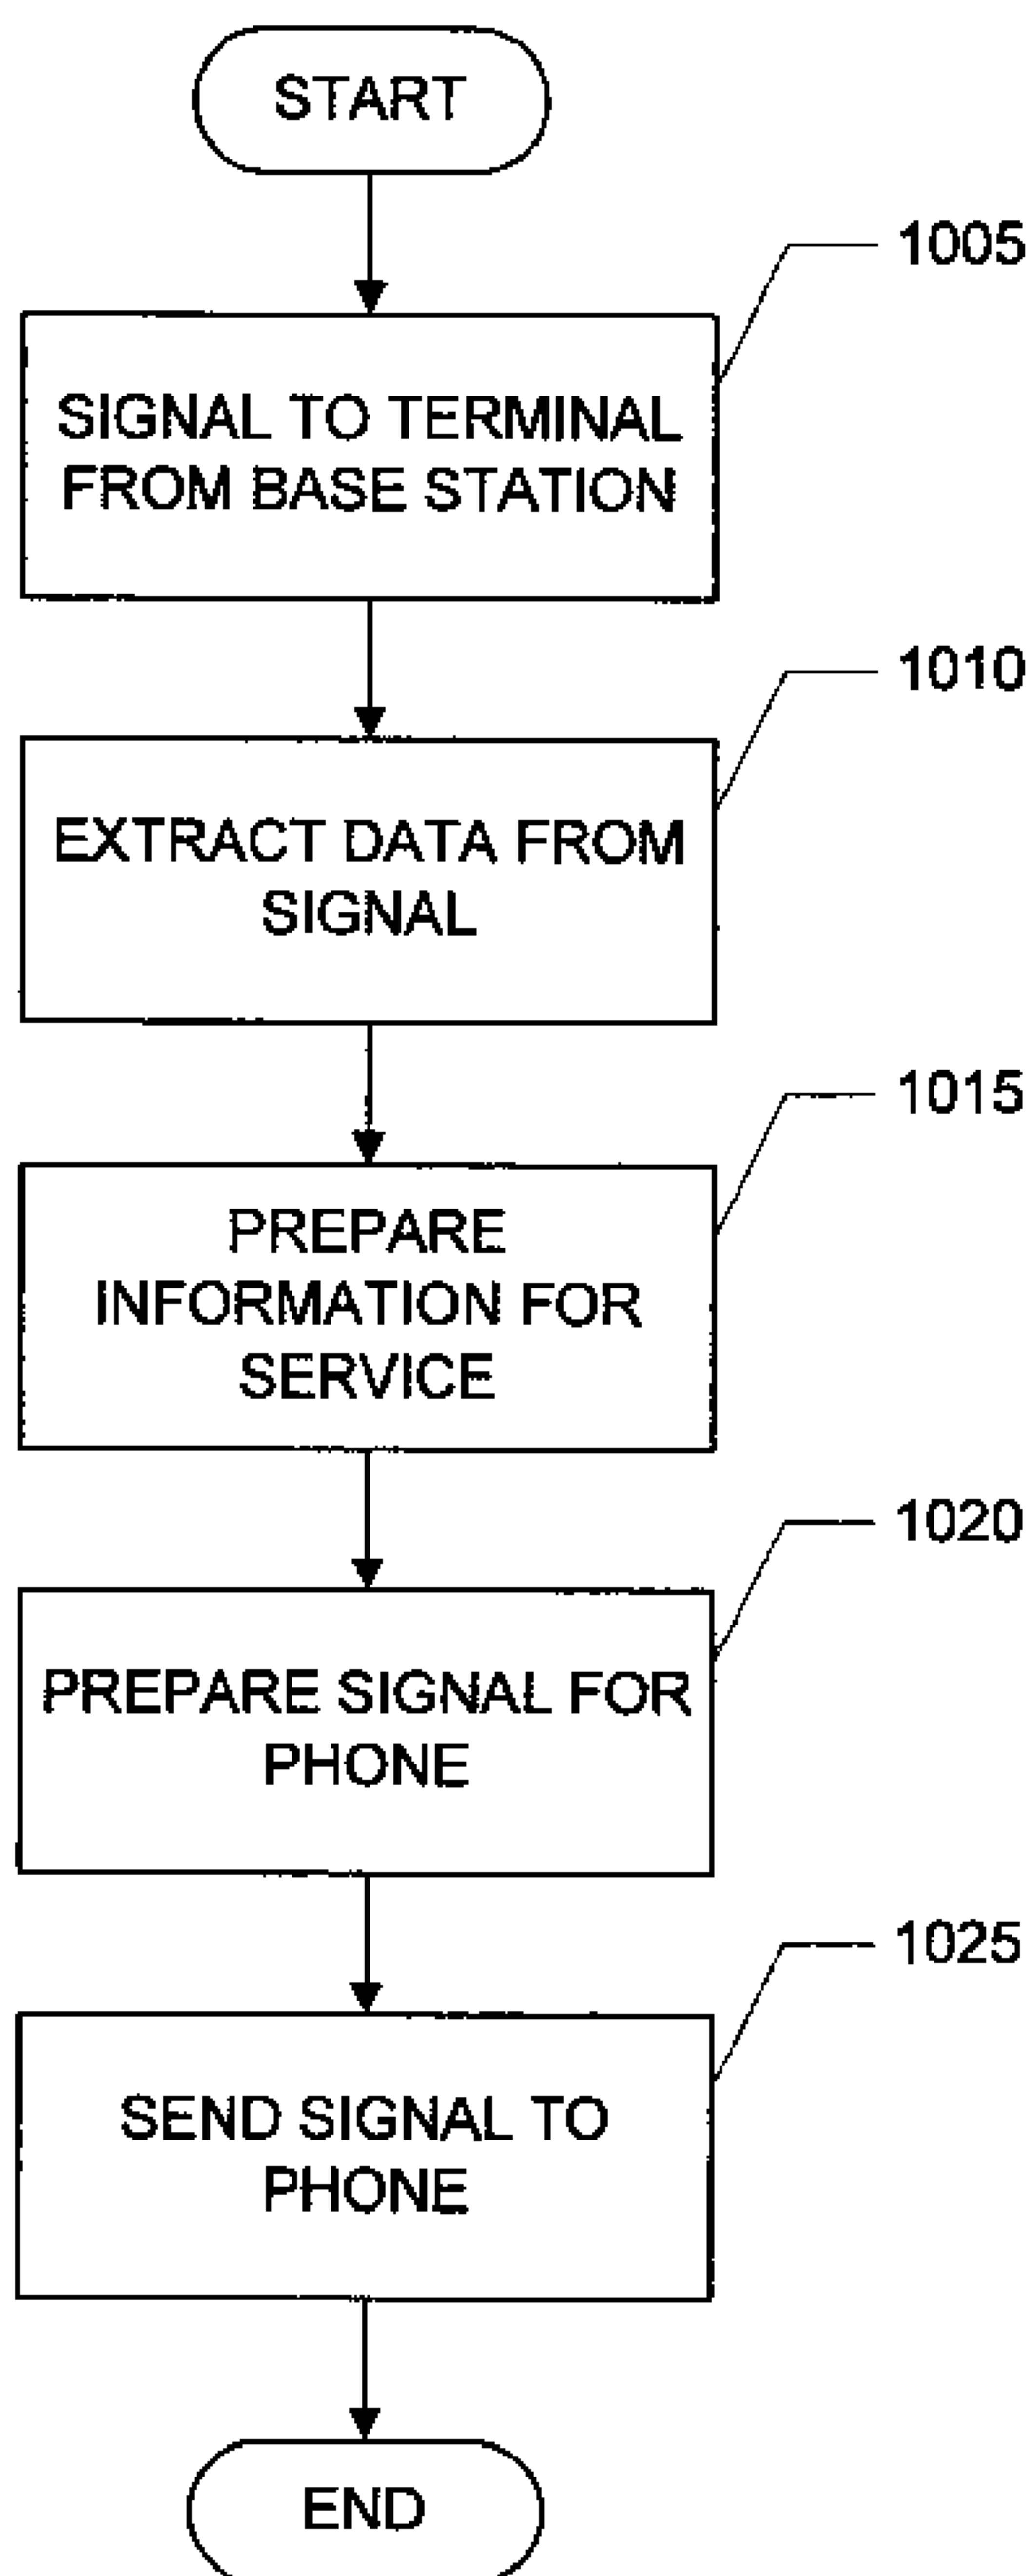 START
1005
SIGNAL TO TERMINAL
FROM BASE STATION
1010
EXTRACT DATA FROM
SIGNAL
1015
PREPARE
INFORMATION FOR
SERVICE
1020
PREPARE SIGNAL FOR
PHONE
1025
SEND SIGNAL TO
PHONE
END